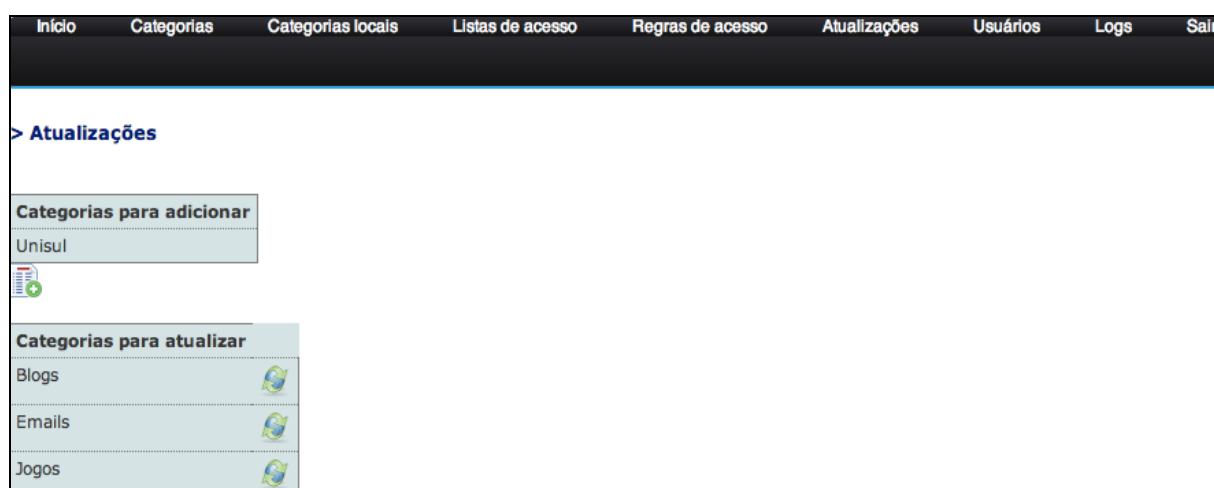 Início Categorias Categorias locais Listas de acesso Regras de acesso Atualizações Usuários Logs Sair
> Atualizações
Categorias para adicionar
Unisul
Categorias para atualizar
Blogs
Emails
Jogos